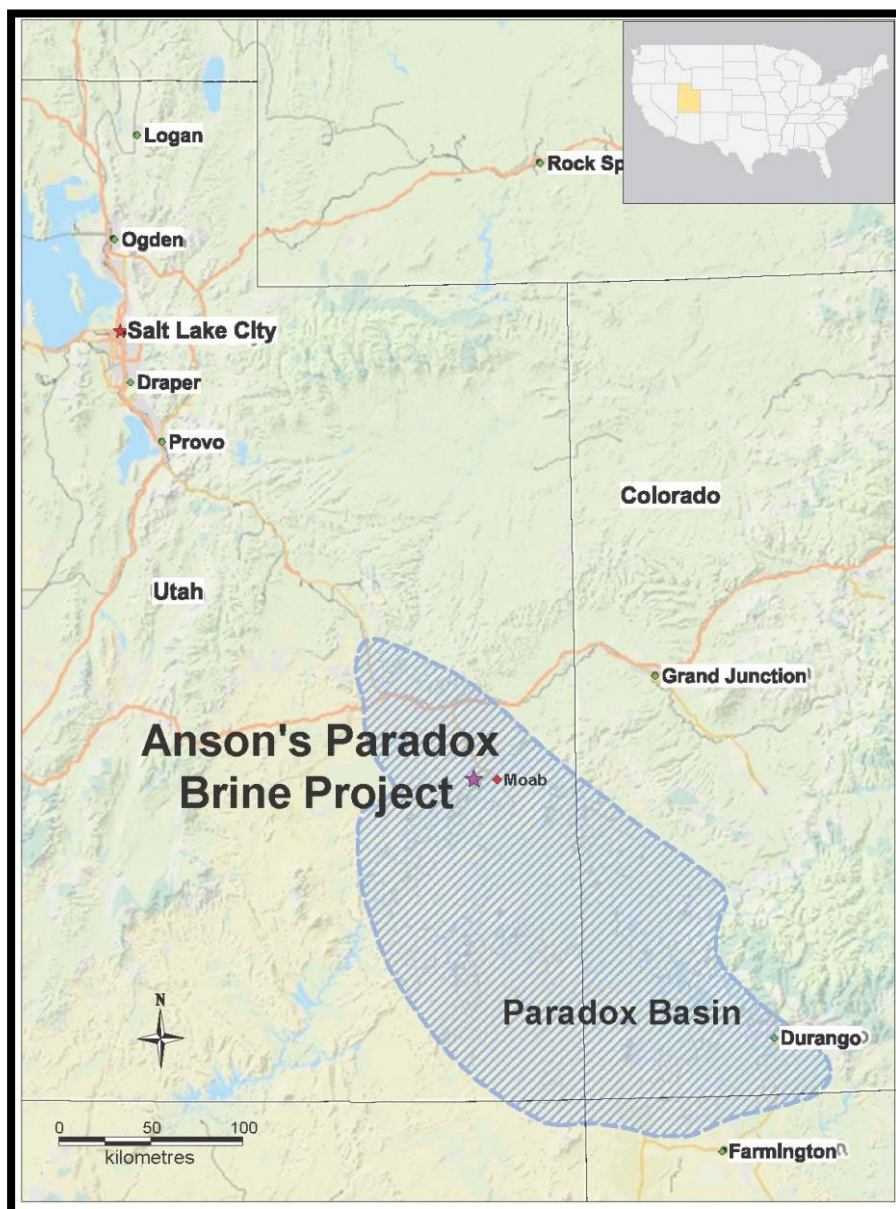 Logan
Rock Sp
Ogden
Salt Lake City
Draper
Provo
Colorado
Utah
Grand Junction
Anson's Paradox
Brine Project
Moab
Paradox Basin
N
Durango
0 50 100
kilometres
Farmington